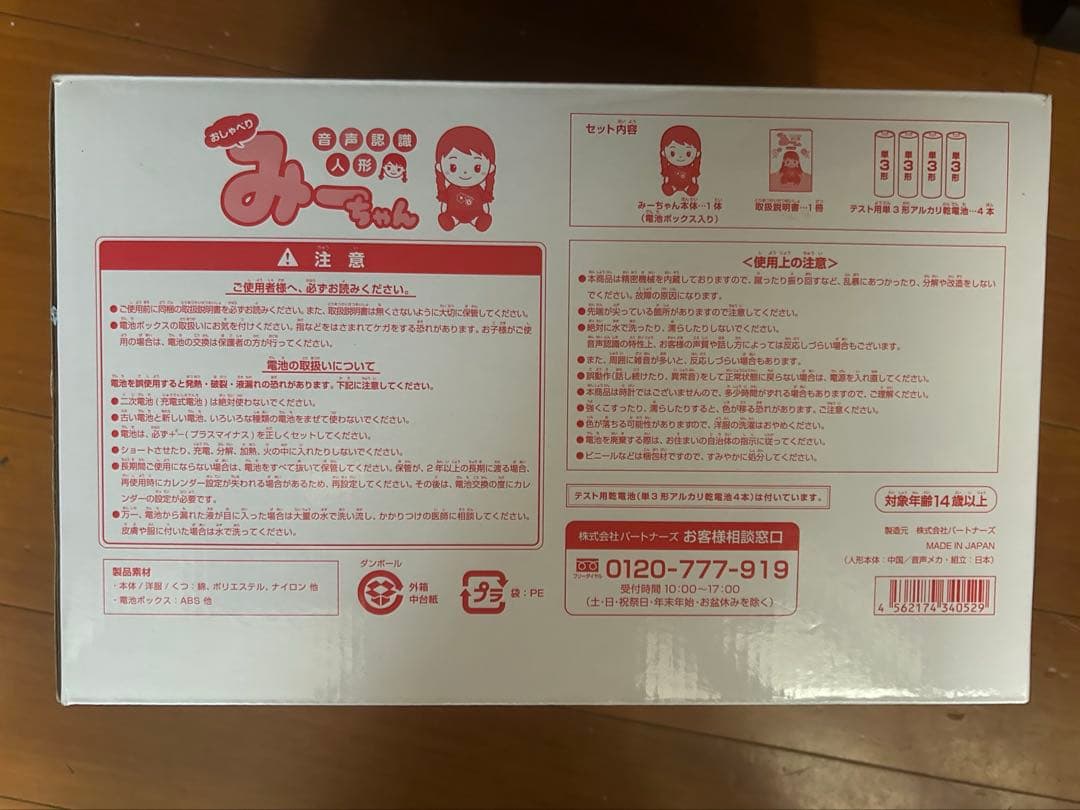 おしゃべり
みーちゃん
音声認識
人形
セット内容
単3形
単3形
単3形
単3形
みーちゃん本体…1体
(電池ボックス入り)
取扱説明書…1冊
テスト用単3形アルカリ乾電池…4本
注意
ご使用者様へ、必ずお読みください。
●ご使用前に同梱の取扱説明書を必ずお読みください。また、取扱説明書は無くさないように大切に保管してください。
●電池ボックスの取扱いにお気を付けください。指などをはさまれてケガをする恐れがあります。お子様がご使
用の場合は、電池の交換は保護者の方が行ってください。
電池の取扱いについて
電池を誤使用すると発熱・破裂・液漏れの恐れがあります。下記に注意してください。
●二次電池(充電式電池)は絶対使わないでください。
●古い電池と新しい電池、いろいろな種類の電池をまぜて使わないでください。
●電池は、必ず+−(プラスマイナス)を正しくセットしてください。
●ショートさせたり、充電、分解、加熱、火の中に入れたりしないでください。
●長期間ご使用にならない場合は、電池をすべて抜いて保管してください。保管が、2年以上の長期に渡る場合、
再使用時にカレンダー設定が失われる場合があるため、再設定してください。その後は、電池交換の度にカレ
ンダーの設定が必要です。
●万一、電池から漏れた液が目に入った場合は大量の水で洗い流し、かかりつけの医師に相談してください。
皮膚や服に付いた場合は水で洗ってください。
<使用上の注意>
●本商品は精密機械を内蔵しておりますので、蹴ったり振り回すなど、乱暴にあつかったり、分解や改造をしない
でください。故障の原因になります。
●先端が尖っている箇所がありますので注意してください。
●絶対に水で洗ったり、濡らしたりしないでください。
音声認識の特性上、お客様の声質や話し方によっては反応しづらい場合もございます。
●また、周囲に雑音が多いと、反応しづらい場合もあります。
●誤動作(話し続けたり、異常音)をして正常状態に戻らない場合は、電源を入れ直してください。
●本商品は時計ではございませんので、多少時間がずれる場合もありますので、ご理解ください。
●強くこすったり、濡らしたりすると、色が移る恐れがあります。ご注意ください。
●色が落ちる可能性がありますので、洋服の洗濯はおやめください。
●電池を廃棄する際は、お住まいの自治体の指示に従ってください。
●ビニールなどは梱包材ですので、すみやかに処分してください。
テスト用乾電池(単3形アルカリ乾電池4本)は付いています。
対象年齢14歳以上
製品素材
・本体/洋服/くつ:綿、ポリエステル、ナイロン 他
・電池ボックス:ABS 他
ダンボール
外箱
中台紙
プラ
袋:PE
株式会社パートナーズ お客様相談窓口
フリーダイヤル
0120-777-919
受付時間 10:00〜17:00
(土・日・祝祭日・年末年始・お盆休みを除く)
製造元 株式会社パートナーズ
MADE IN JAPAN
(人形本体:中国/音声メカ・組立:日本)
4 562174 340529